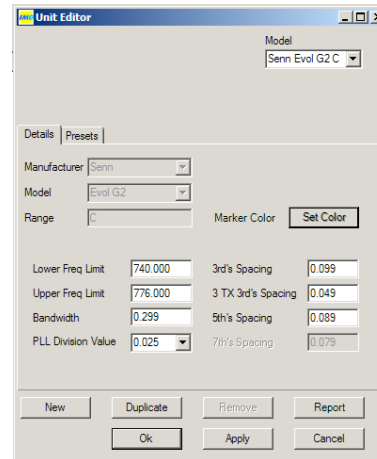 IMD Unit Editor
Model
Senn Evol G2 C
Details Presets
Manufacturer Senn
Model Evol G2
Range C
Marker Color Set Color
Lower Freq Limit 740.000 3rd's Spacing 0.099
Upper Freq Limit 776.000 3 TX 3rd's Spacing 0.049
Bandwidth 0.299 5th's Spacing 0.089
PLL Division Value 0.025 7th's Spacing 0.079
New Duplicate Remove Report
Ok Apply Cancel